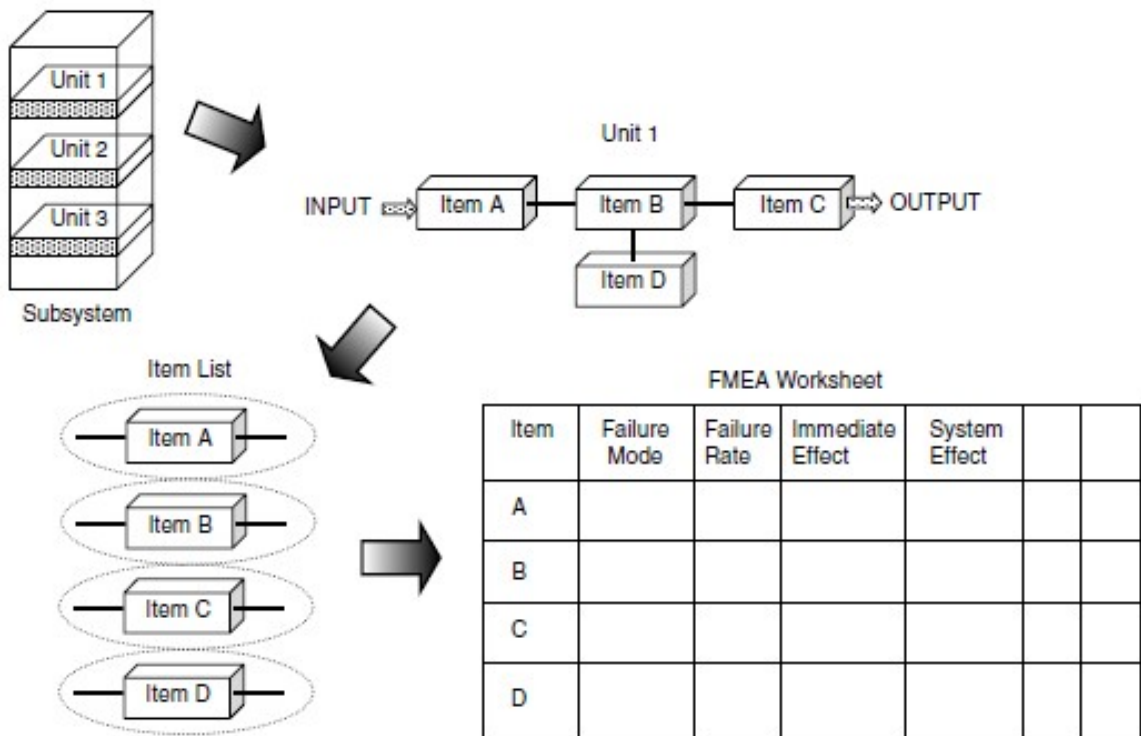 Unit 1
Unit 2
Unit 3
Subsystem
Unit 1
INPUT
Item A
Item B
Item C
OUTPUT
Item D
Item List
Item A
Item B
Item C
Item D
FMEA Worksheet
Item
Failure
Mode
Failure
Rate
Immediate
Effect
System
Effect
A
B
C
D